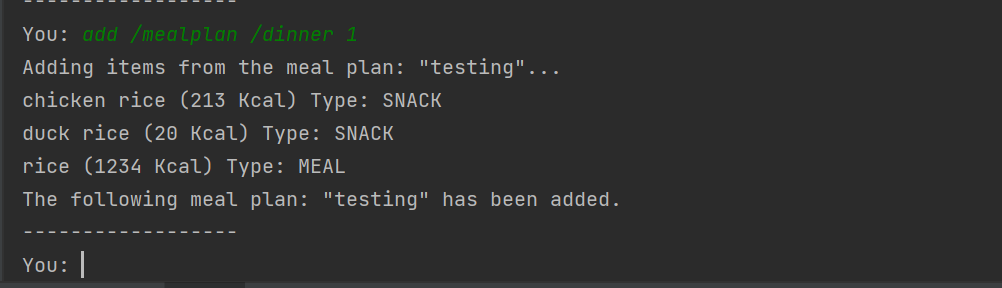 ------------------
You: add /mealplan /dinner 1
Adding items from the meal plan: "testing"...
chicken rice (213 Kcal) Type: SNACK
duck rice (20 Kcal) Type: SNACK
rice (1234 Kcal) Type: MEAL
The following meal plan: "testing" has been added.
------------------
You: